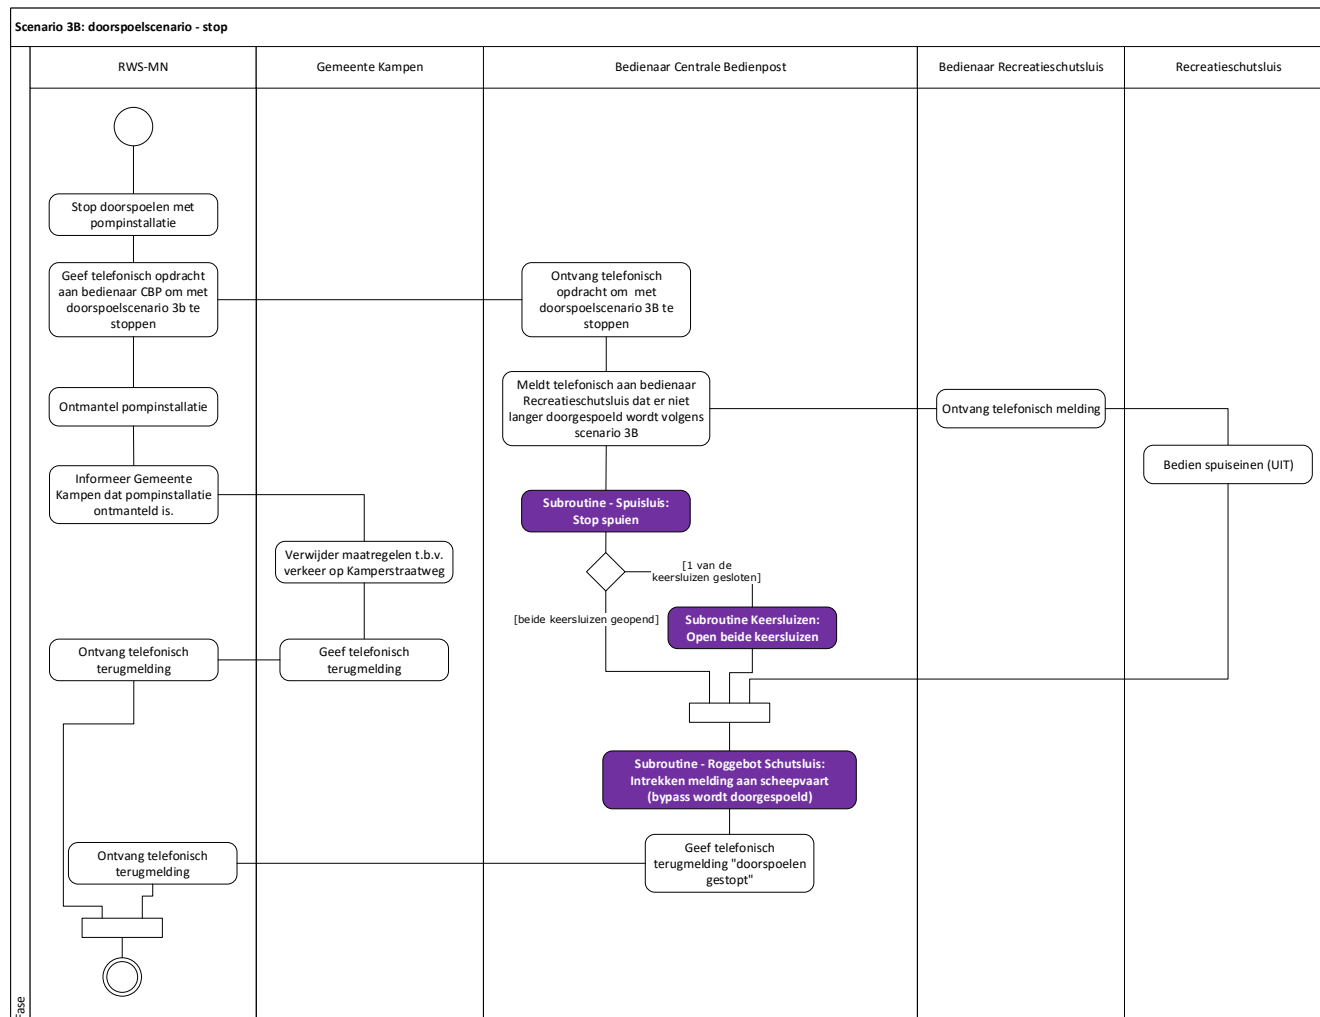 Scenario 3B: doorspoelscenario - stop
RWS-MN
Gemeente Kampen
Bedienaar Centrale Bedienpost
Bedienaar Recreatieschutsluis
Recreatieschutsluis
Stop doorspoelen met
pompinstallatie
Geef telefonisch opdracht
aan bedienaar CBP om met
doorspoelscenario 3b te
stoppen
Ontvang telefonisch
opdracht om met
doorspoelscenario 3B te
stoppen
Ontmantel pompinstallatie
Meldt telefonisch aan bedienaar
Recreatieschutsluis dat er niet
langer doorgespoeld wordt volgens
scenario 3B
Ontvang telefonisch melding
Bedien spuiseinen (UIT)
Informeer Gemeente
Kampen dat pompinstallatie
ontmanteld is.
Subroutine - Spuisluis:
Stop spuien
Verwijder maatregelen t.b.v.
verkeer op Kamperstraatweg
[1 van de
keersluizen gesloten]
[beide keersluizen geopend]
Subroutine Keersluizen:
Open beide keersluizen
Ontvang telefonisch
terugmelding
Geef telefonisch
terugmelding
Subroutine - Roggebot Schutsluis:
Intrekken melding aan scheepvaart
(bypass wordt doorgespoeld)
Ontvang telefonisch
terugmelding
Geef telefonisch
terugmelding "doorspoelen
gestopt"
Fase